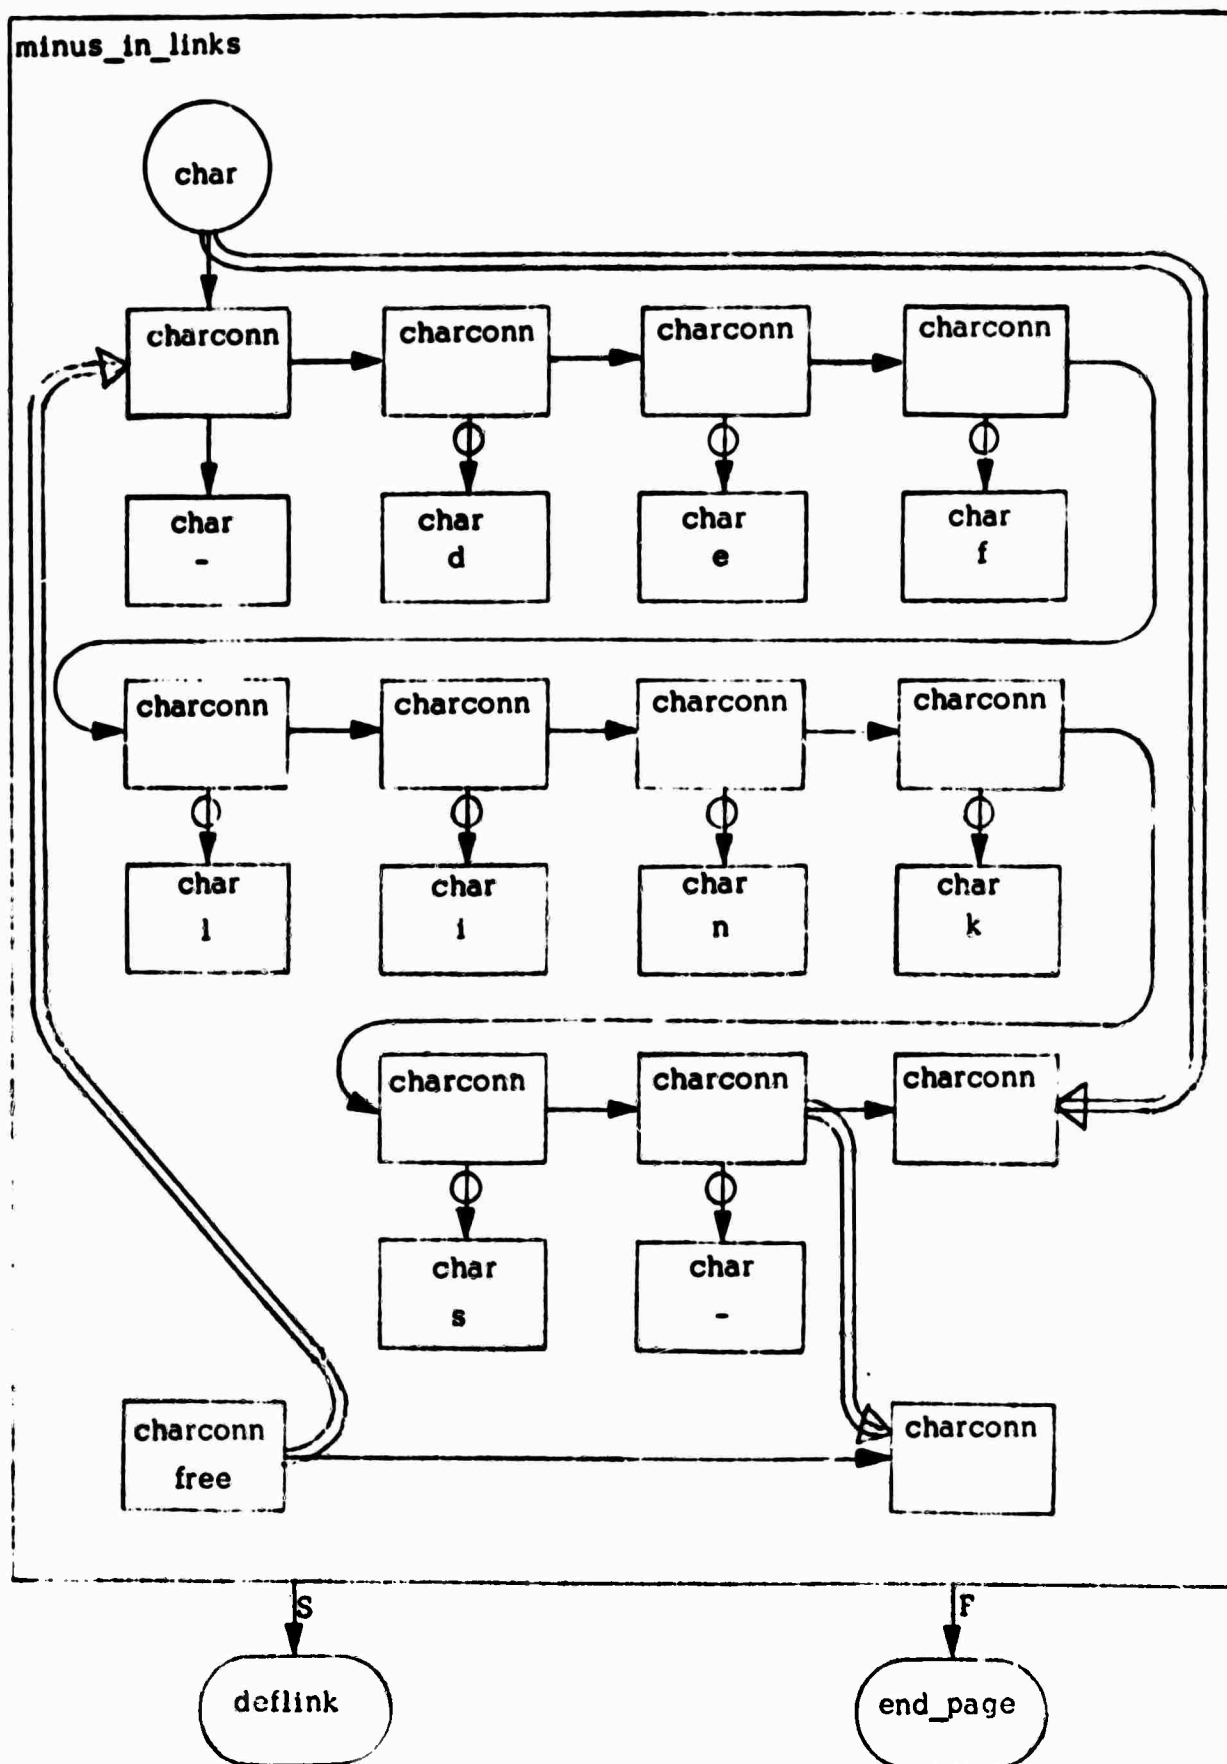 minus_in_links
char
charconn charconn charconn charconn
char char char char
- d e f
charconn charconn charconn charconn
char char char char
l i n k
charconn charconn charconn
char char
s -
charconn charconn
free
S F
deflink end_page